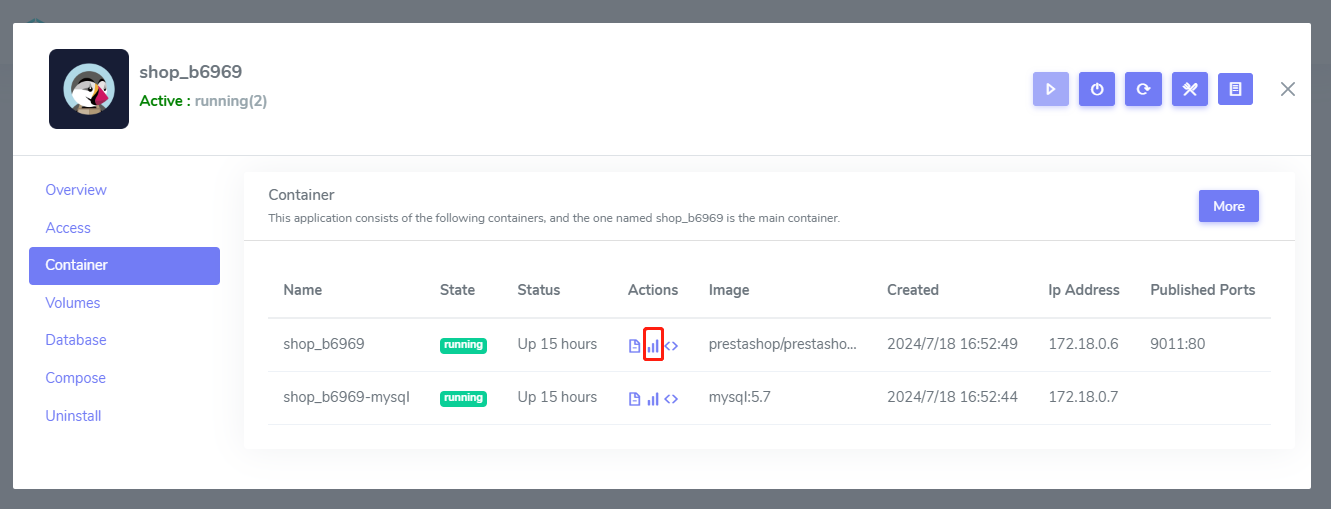 shop_b6969
Active : running(2)
Overview
Access
Container
Volumes
Database
Compose
Uninstall
Container
This application consists of the following containers, and the one named shop_b6969 is the main container.
More
Name State Status Actions Image Created Ip Address Published Ports
shop_b6969 running Up 15 hours prestashop/prestasho... 2024/7/18 16:52:49 172.18.0.6 9011:80
shop_b6969-mysql running Up 15 hours mysql:5.7 2024/7/18 16:52:44 172.18.0.7